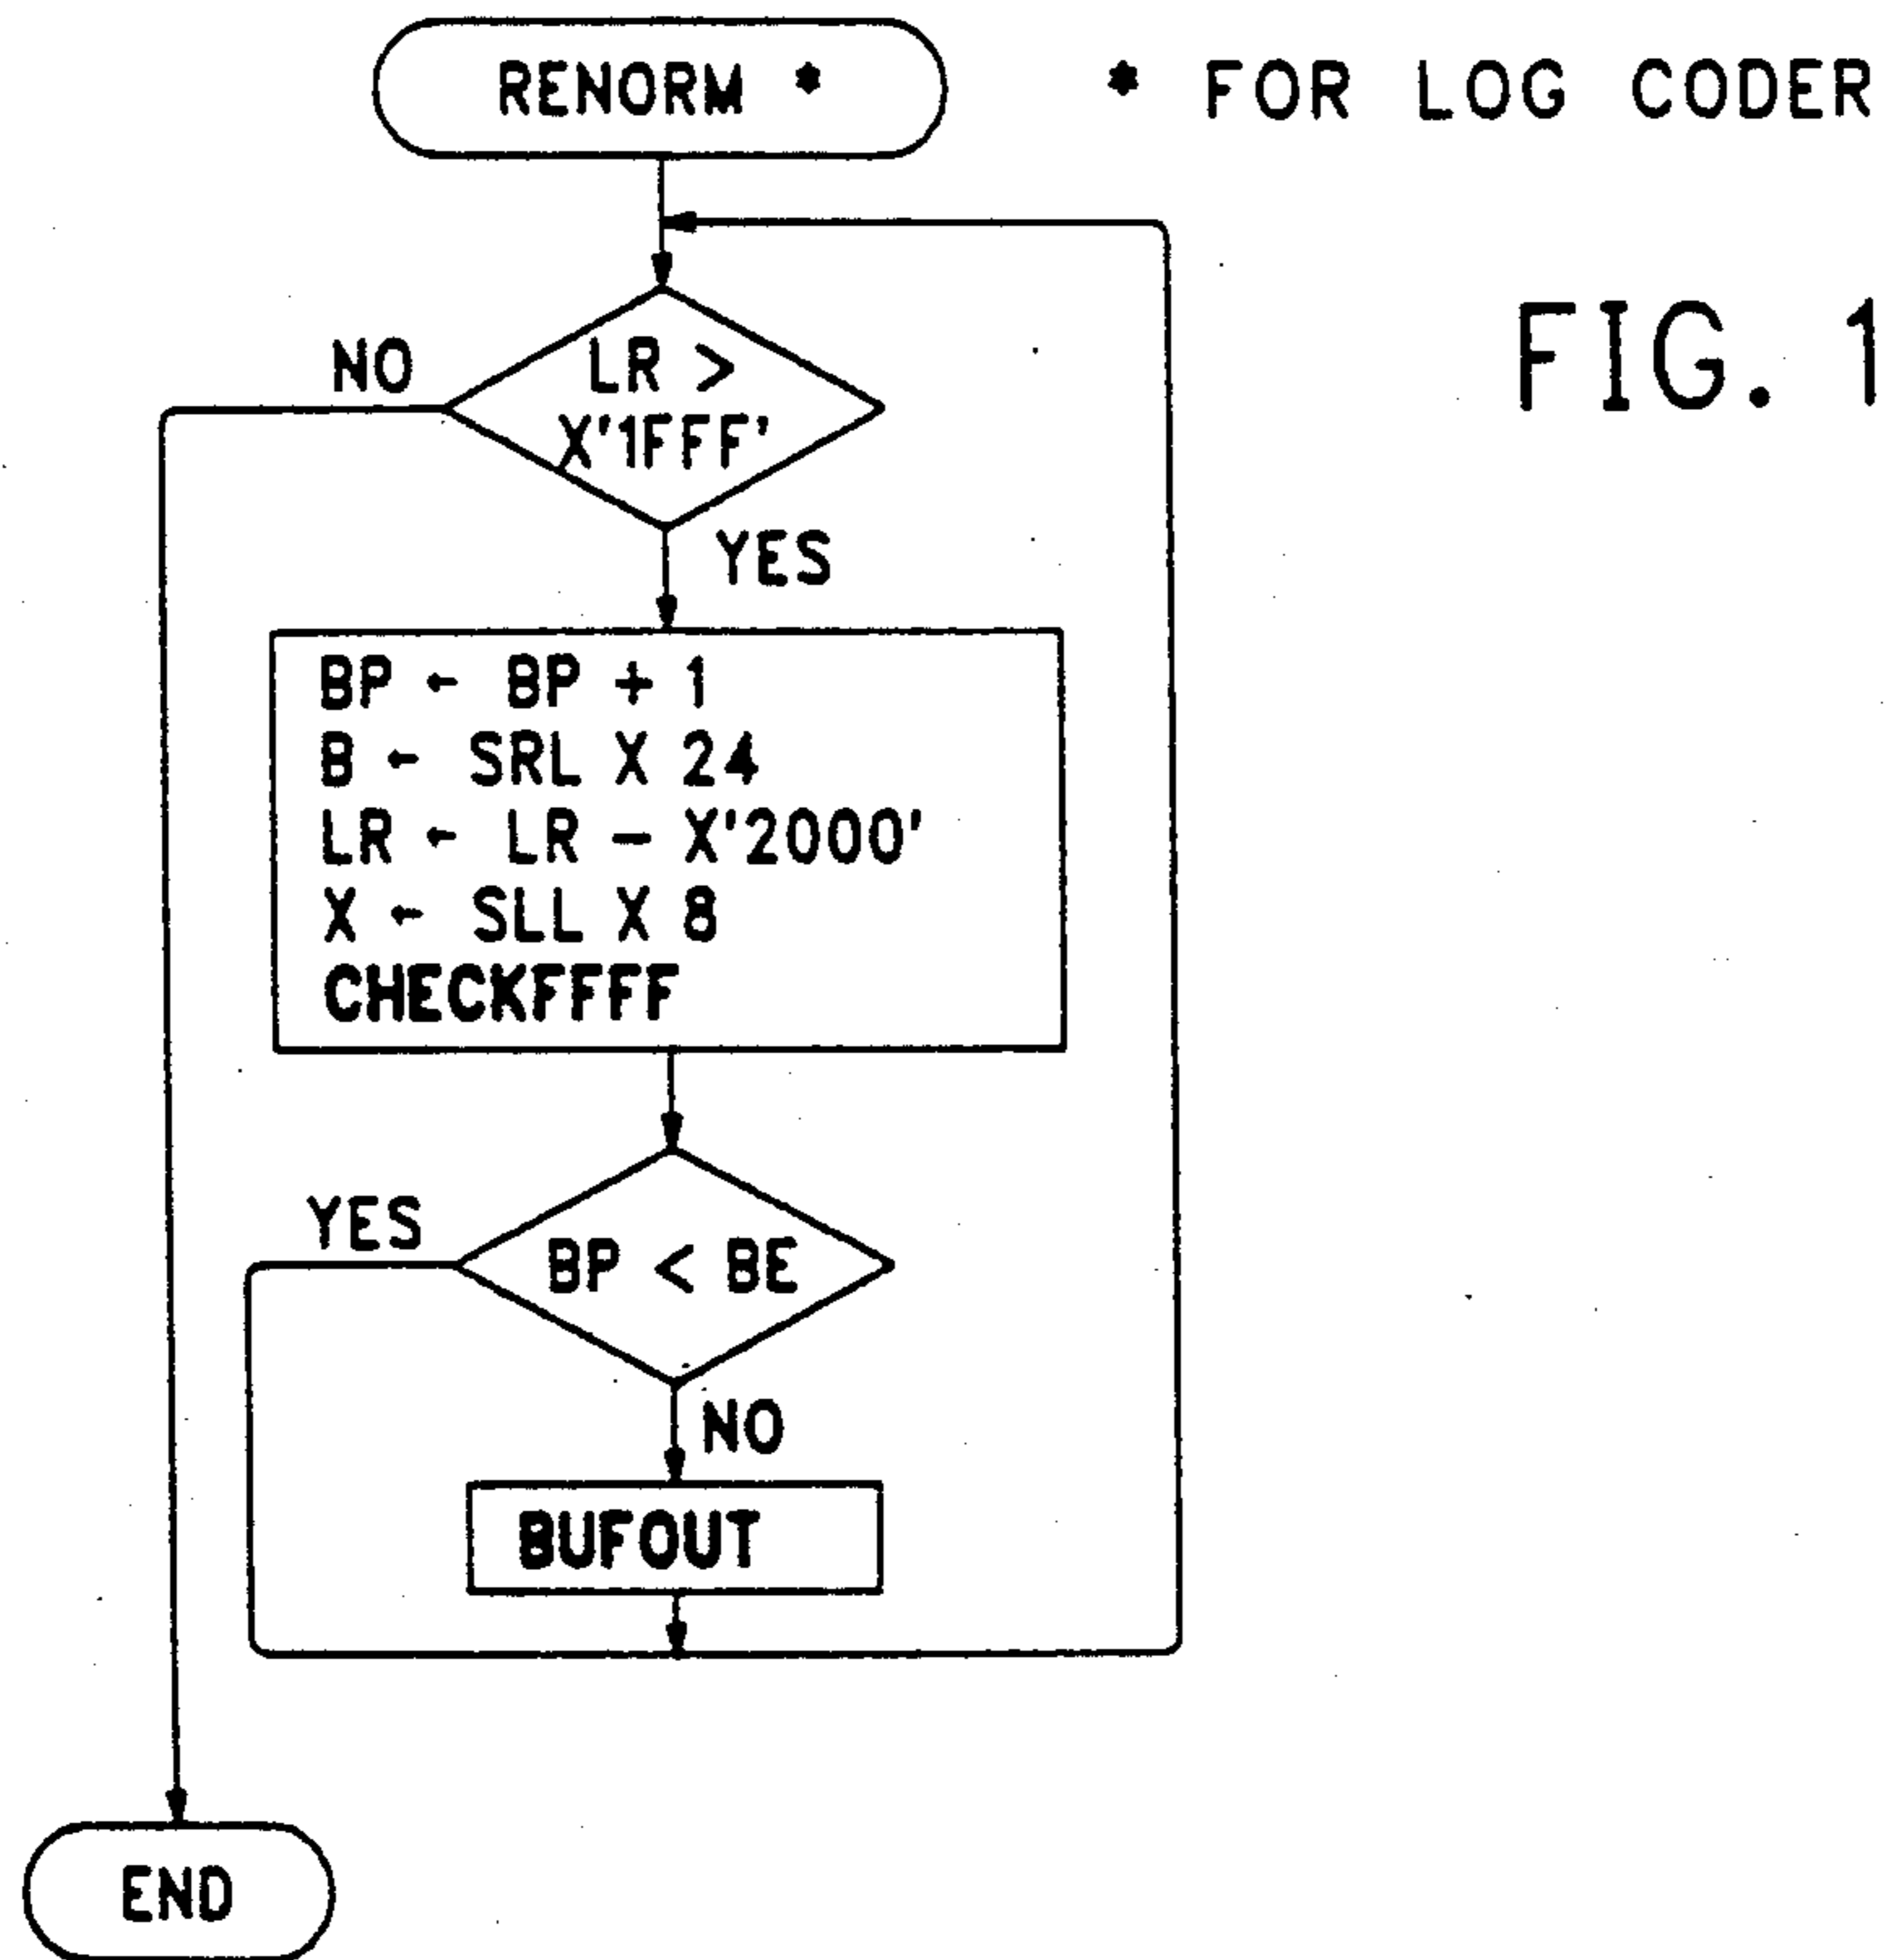 RENORM *
* FOR LOG CODER
FIG. 1
LR >
X'1FFF'
NO
YES
BP ← BP + 1
B ← SRL X 24
LR ← LR - X'2000'
X ← SLL X 8
CHECKFFFF
YES
BP < BE
NO
BUFOUT
END